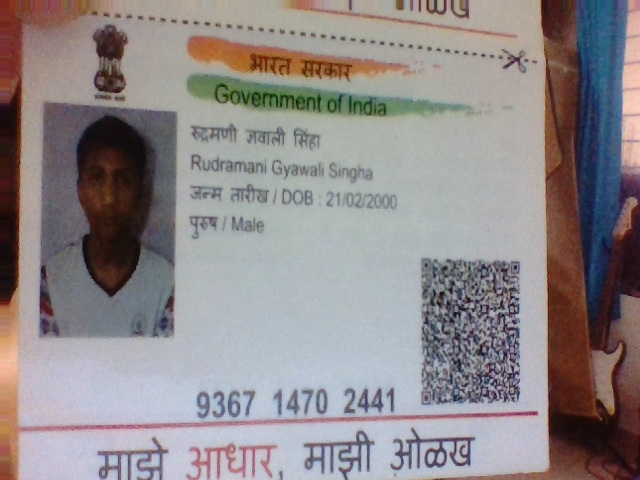 ओळख
भारत सरकार
Government of India
रुद्रमणी ज्ञवाली सिंहा
Rudramani Gyawali Singha
जन्म तारीख / DOB : 21/02/2000
पुरुष / Male
9367 1470 2441
माझे आधार, माझी ओळख